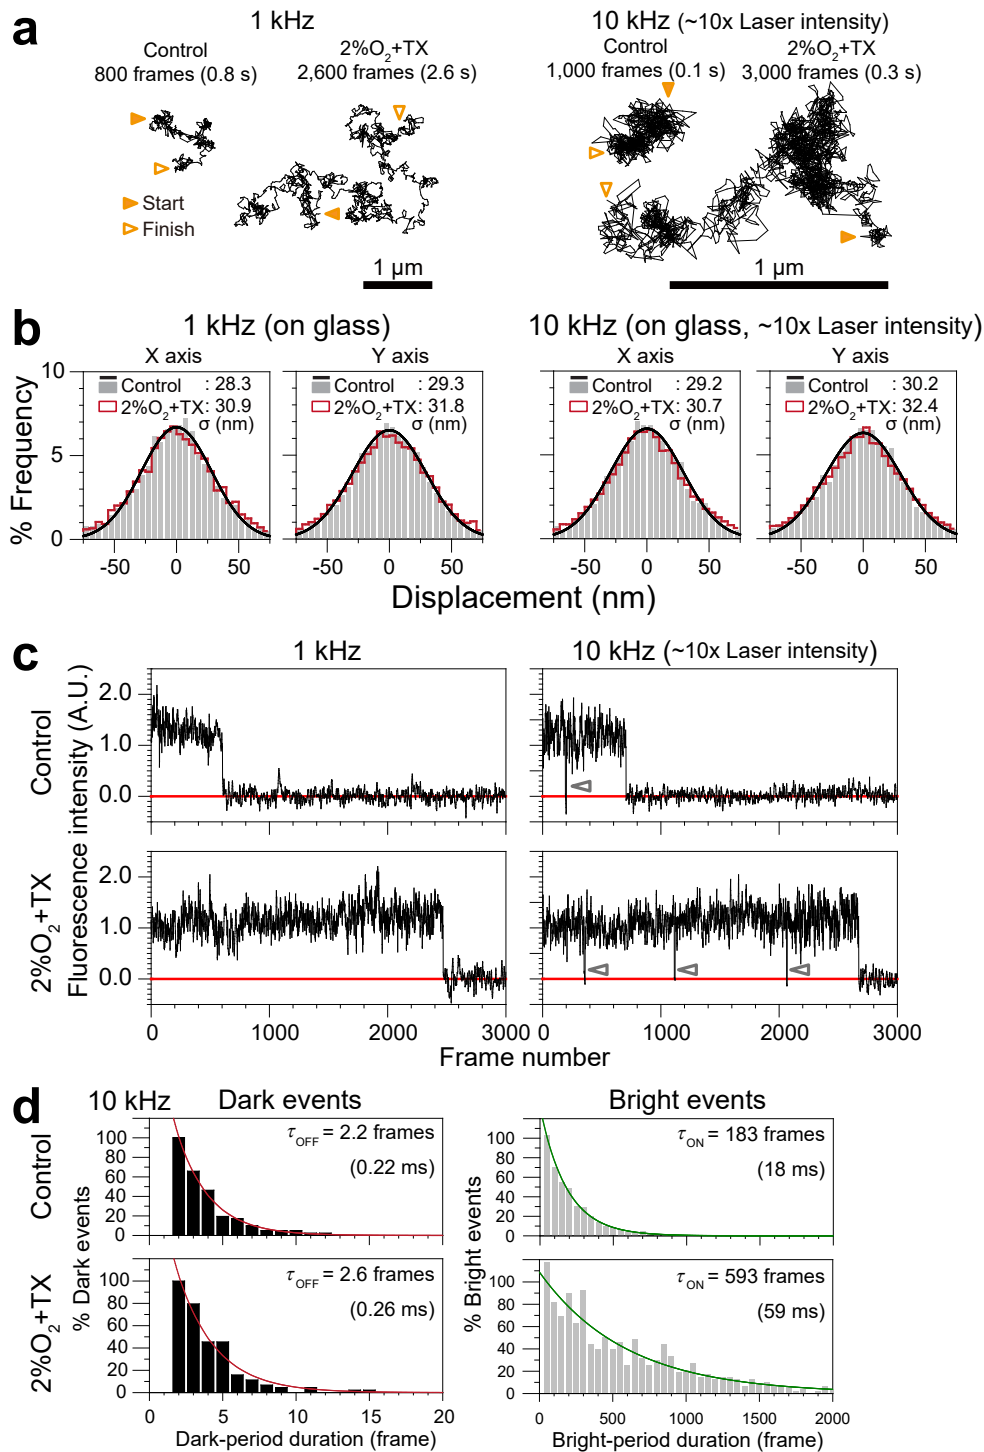 a
1 kHz
10 kHz (~10x Laser intensity)
Control
800 frames (0.8 s)
2%O2+TX
2,600 frames (2.6 s)
Control
1,000 frames (0.1 s)
2%O2+TX
3,000 frames (0.3 s)
Start
Finish
1 μm
1 μm
b
1 kHz (on glass)
10 kHz (on glass, ~10x Laser intensity)
X axis
Y axis
X axis
Y axis
% Frequency
10
5
0
Control : 28.3
2%O2+TX : 30.9
σ (nm)
Control : 29.3
2%O2+TX : 31.8
σ (nm)
Control : 29.2
2%O2+TX : 30.7
σ (nm)
Control : 30.2
2%O2+TX : 32.4
σ (nm)
-50 0 50
-50 0 50
-50 0 50
-50 0 50
Displacement (nm)
c
1 kHz
10 kHz (~10x Laser intensity)
Control
2%O2+TX
Fluorescence intensity (A.U.)
2.0
1.0
0.0
2.0
1.0
0.0
0 1000 2000 3000
0 1000 2000 3000
Frame number
d
10 kHz
Dark events
Bright events
Control
2%O2+TX
% Dark events
% Bright events
100
80
60
40
20
0
τOFF = 2.2 frames
(0.22 ms)
100
80
60
40
20
0
τON = 183 frames
(18 ms)
100
80
60
40
20
0
τOFF = 2.6 frames
(0.26 ms)
100
80
60
40
20
0
τON = 593 frames
(59 ms)
0 5 10 15 20
0 500 1000 1500 2000
Dark-period duration (frame)
Bright-period duration (frame)